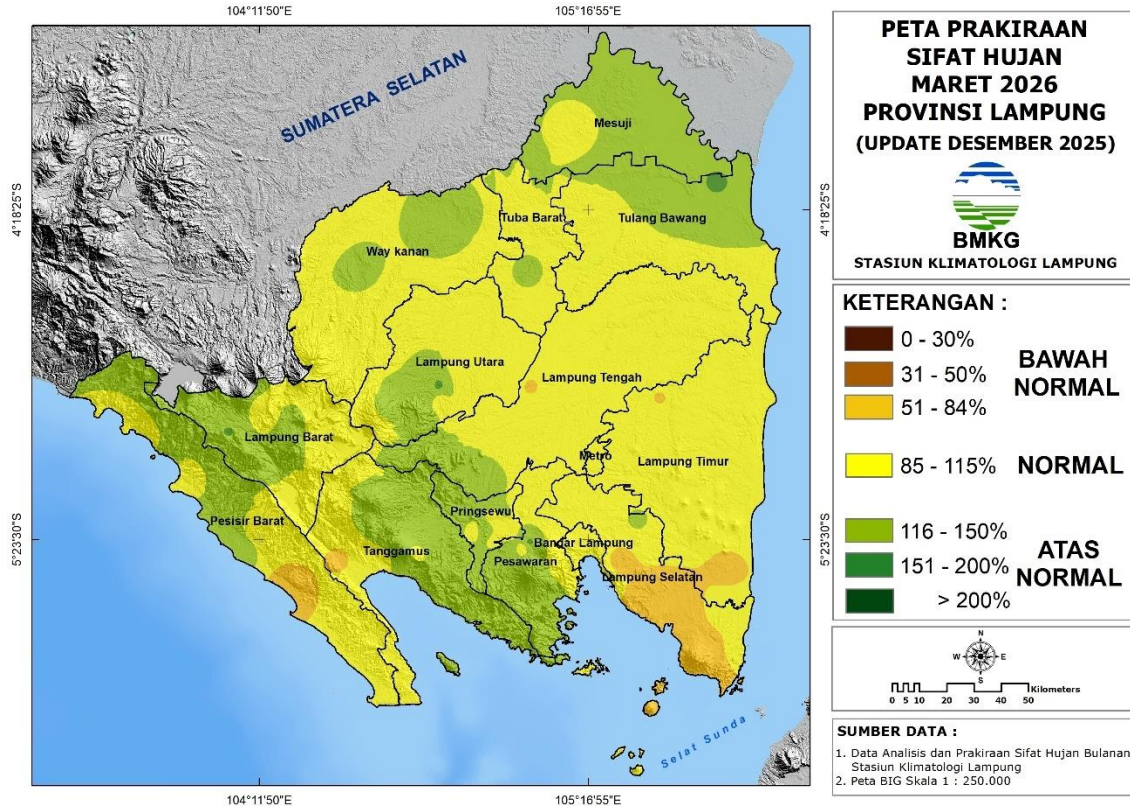 104°11'50"E
105°16'55"E
SUMATERA SELATAN
Mesuji
4°18'25"S
4°18'25"S
Tuba Barat
Tulang Bawang
Way kanan
Lampung Utara
Lampung Tengah
Lampung Barat
Metro
Lampung Timur
Pesisir Barat
Pringsewu
5°23'30"S
5°23'30"S
Tanggamus
Bandar Lampung
Pesawaran
Lampung Selatan
Selat Sunda
104°11'50"E
105°16'55"E
PETA PRAKIRAAN
SIFAT HUJAN
MARET 2026
PROVINSI LAMPUNG
(UPDATE DESEMBER 2025)
BMKG
STASIUN KLIMATOLOGI LAMPUNG
KETERANGAN :
0 - 30%
31 - 50%
51 - 84%
BAWAH
NORMAL
85 - 115%
NORMAL
116 - 150%
151 - 200%
> 200%
ATAS
NORMAL
N
W E
S
Kilometers
0 5 10 20 30 40 50
SUMBER DATA :
1. Data Analisis dan Prakiraan Sifat Hujan Bulanan
Stasiun Klimatologi Lampung
2. Peta BIG Skala 1 : 250.000